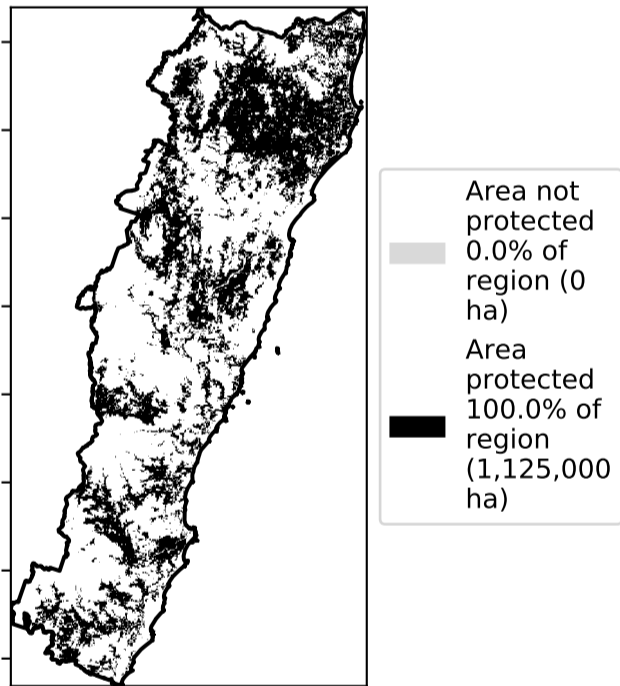 Area not
protected
0.0% of
region (0
ha)
Area
protected
100.0% of
region
(1,125,000
ha)